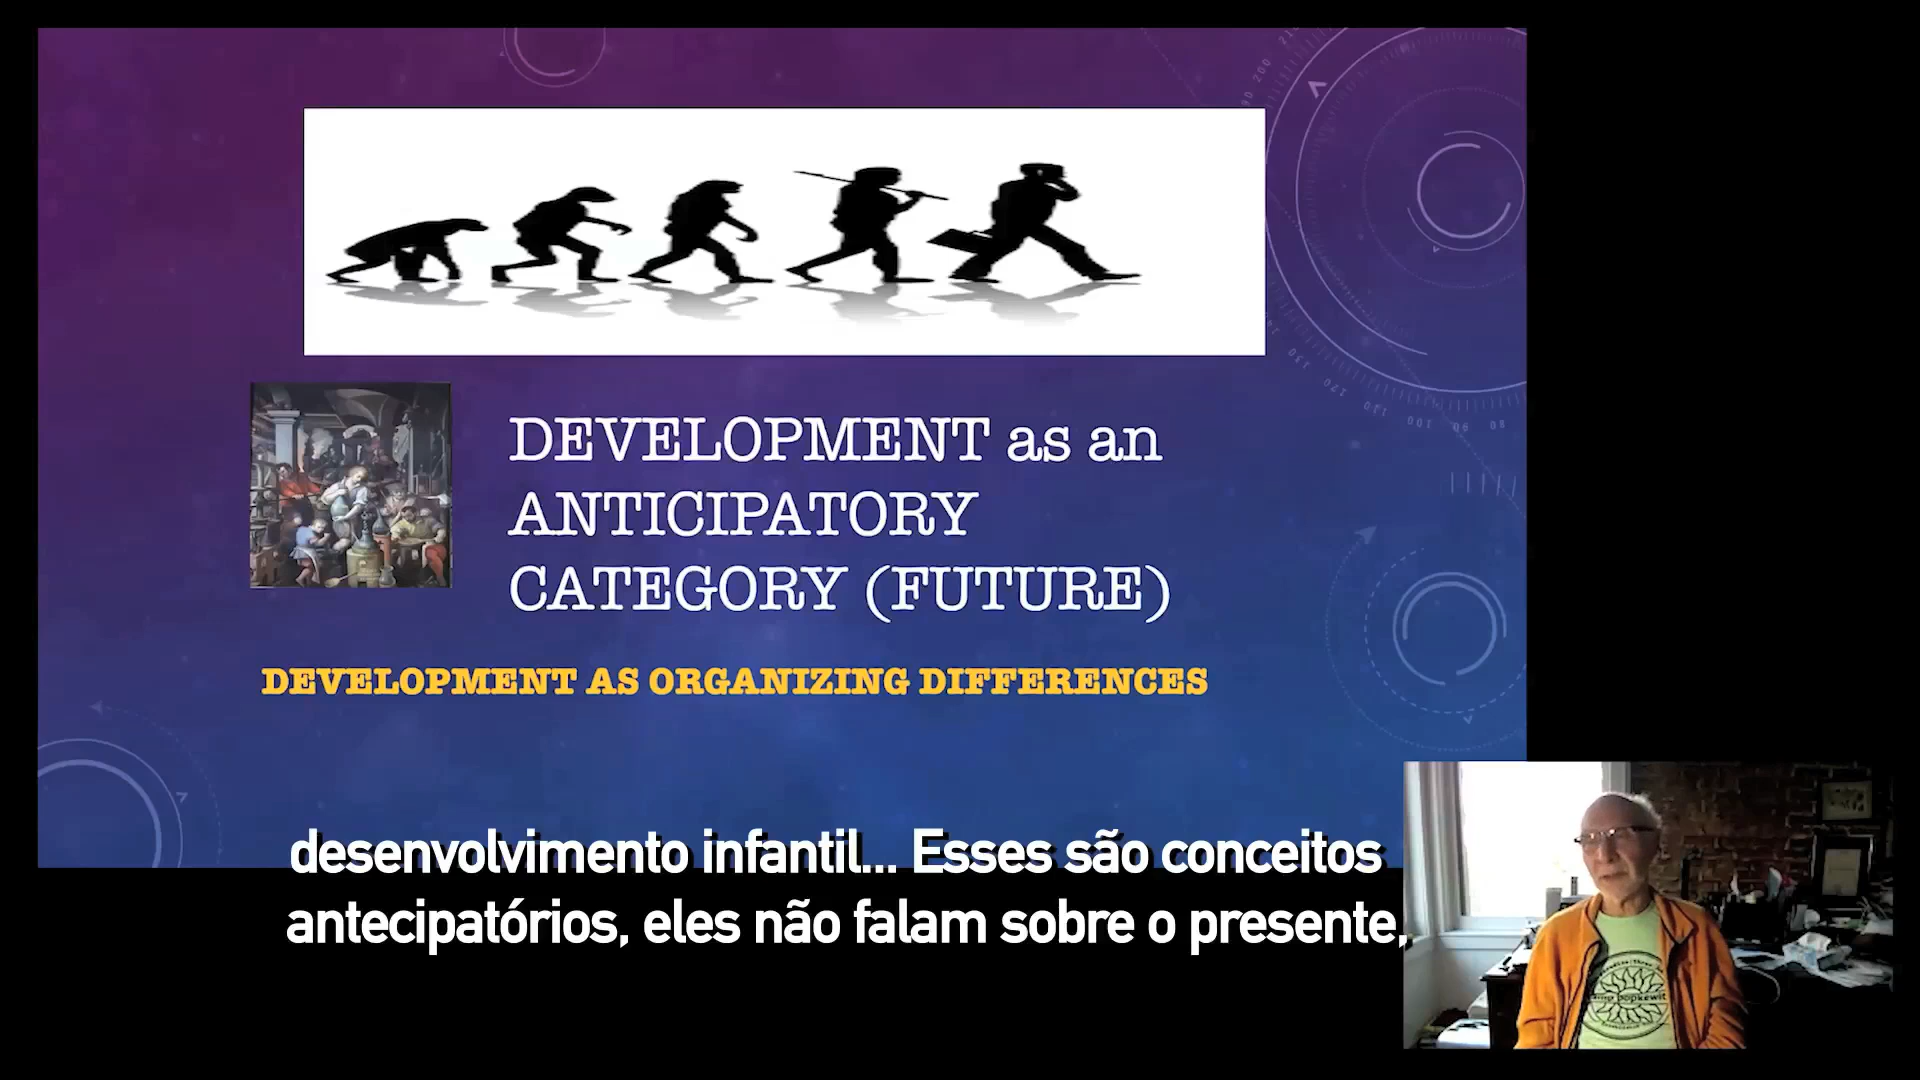 DEVELOPMENT as an
ANTICIPATORY
CATEGORY (FUTURE)
DEVELOPMENT AS ORGANIZING DIFFERENCES
desenvolvimento infantil... Esses são conceitos
antecipatórios, eles não falam sobre o presente,
popkewit